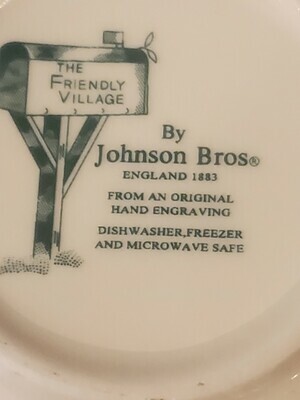 THE
FRIENDLY
VILLAGE
By
Johnson Bros®
ENGLAND 1883
FROM AN ORIGINAL
HAND ENGRAVING
DISHWASHER,FREEZER
AND MICROWAVE SAFE